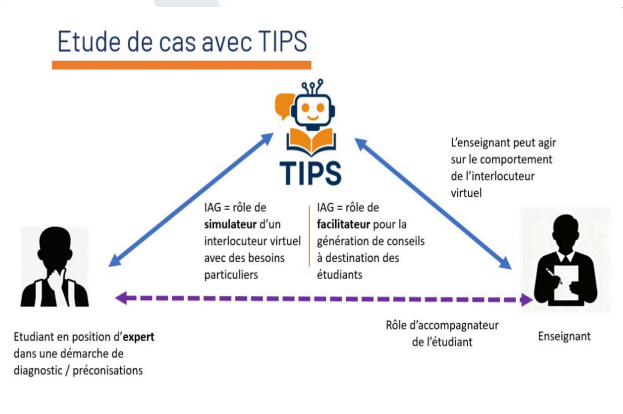 Etude de cas avec TIPS
TIPS
L’enseignant peut agir
sur le comportement
de l’interlocuteur
virtuel
IAG = rôle de
simulateur d’un
interlocuteur virtuel
avec des besoins
particuliers
IAG = rôle de
facilitateur pour la
génération de conseils
à destination des
étudiants
Rôle d’accompagnateur
de l’étudiant
Enseignant
Etudiant en position d’expert
dans une démarche de
diagnostic / préconisations